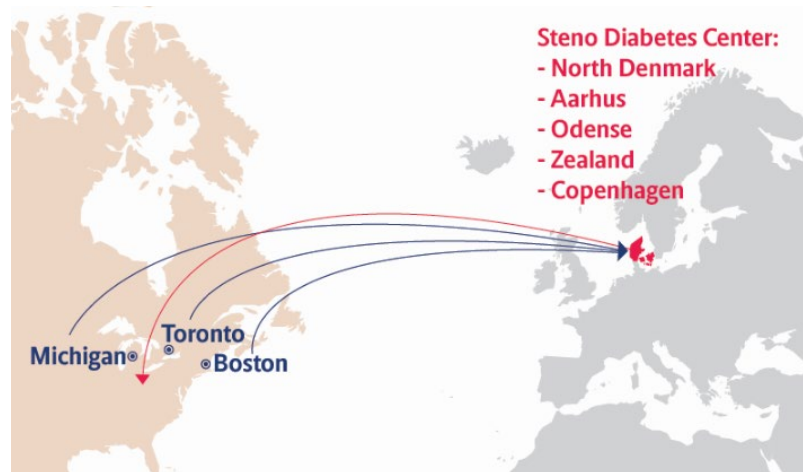 Steno Diabetes Center:
- North Denmark
- Aarhus
- Odense
- Zealand
- Copenhagen
Toronto
Michigan
Boston